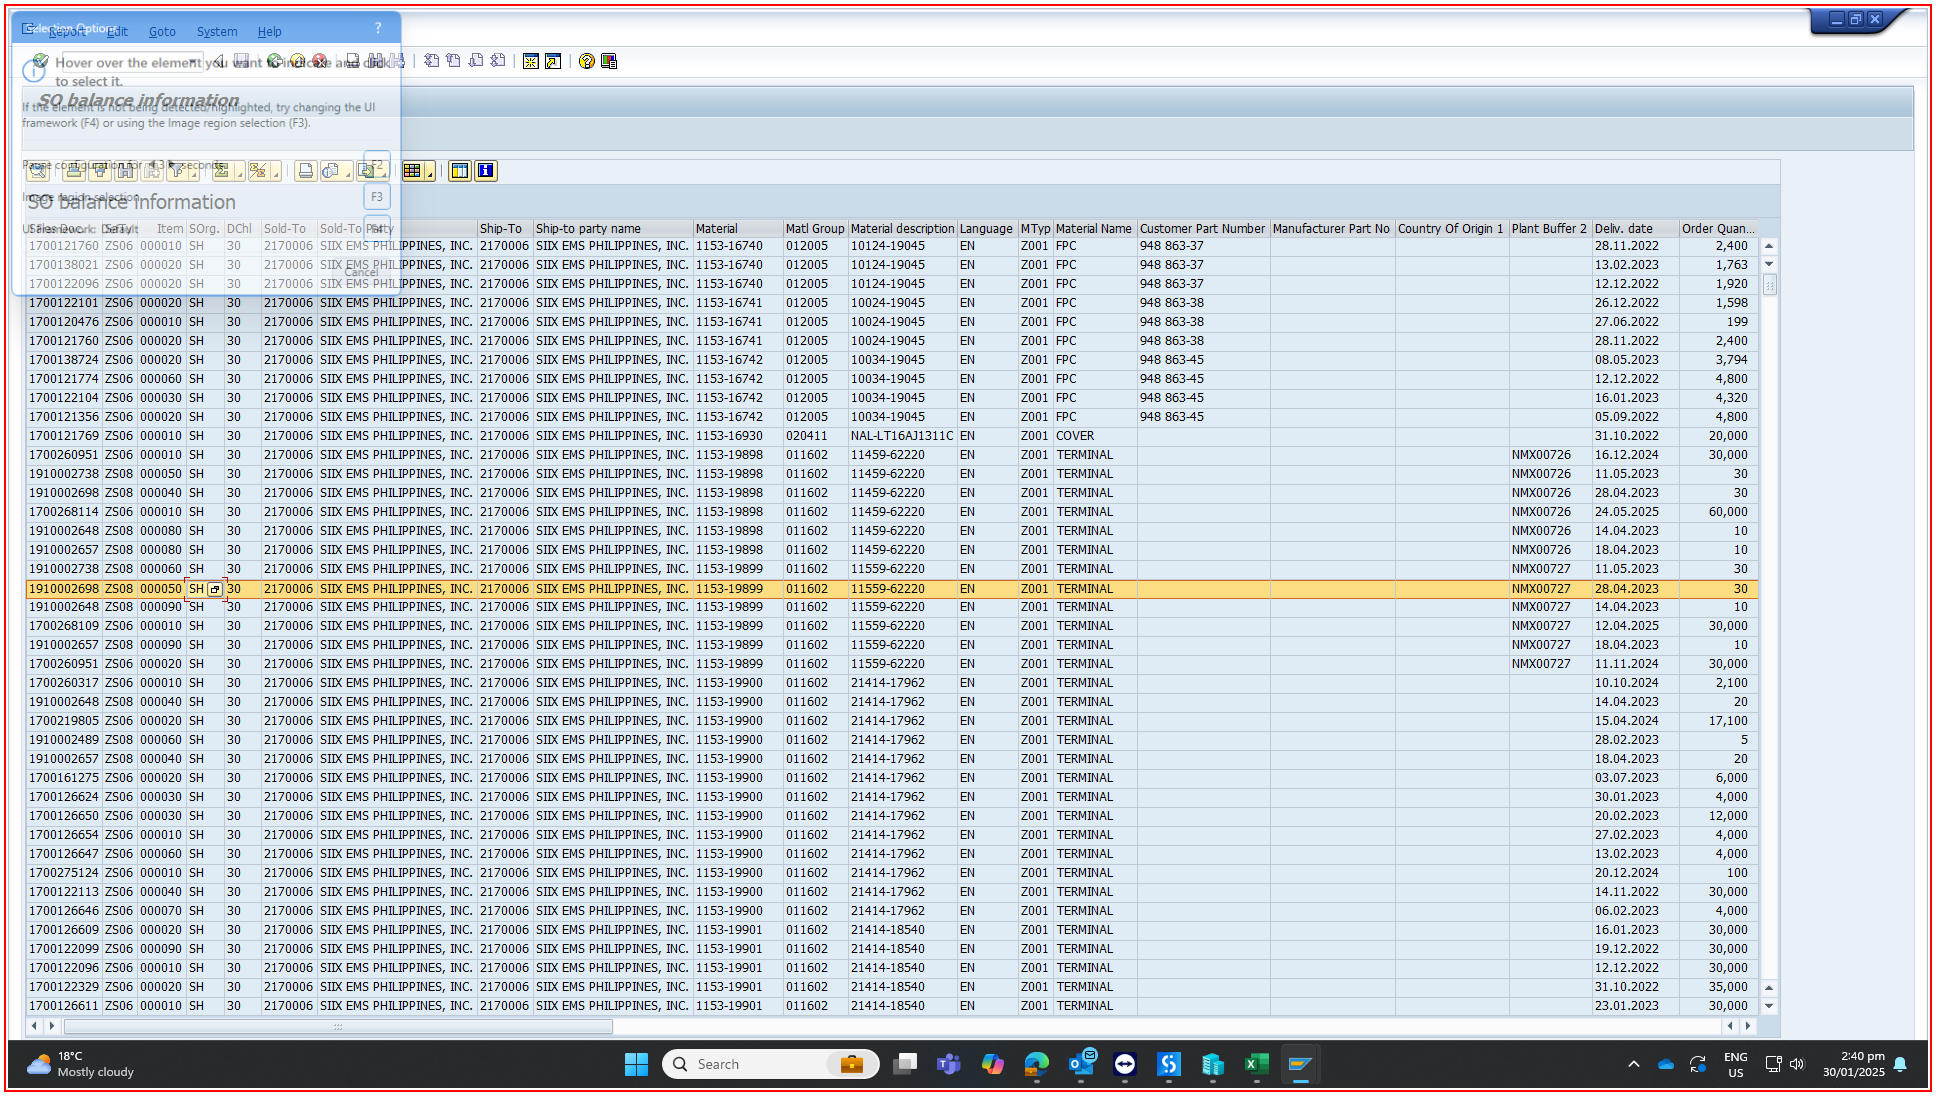 Selection Options ?
Report Edit Goto System Help
Hover over the element you want to indicate and click
to select it.
SO balance information
If the element is not being detected/highlighted, try changing the UI
framework (F4) or using the Image region selection (F3).
Pause configuration for 3 seconds F2
Image region selection F3
SO balance information
UI Framework: Default F4
Sales Doc. SaTy Item SOrg. DChl Sold-To Sold-To Party Ship-To Ship-to party name Material Matl Group Material description Language MTyp Material Name Customer Part Number Manufacturer Part No Country Of Origin 1 Plant Buffer 2 Deliv. date Order Quan...
1700121760 ZS06 000010 SH 30 2170006 SIIX EMS PHILIPPINES, INC. 2170006 SIIX EMS PHILIPPINES, INC. 1153-16740 012005 10124-19045 EN Z001 FPC 948 863-37 28.11.2022 2,400
1700138021 ZS06 000020 SH 30 2170006 SIIX EMS PHILIPPINES, INC. 2170006 SIIX EMS PHILIPPINES, INC. 1153-16740 012005 10124-19045 EN Z001 FPC 948 863-37 13.02.2023 1,763
Cancel
1700122096 ZS06 000020 SH 30 2170006 SIIX EMS PHILIPPINES, INC. 2170006 SIIX EMS PHILIPPINES, INC. 1153-16740 012005 10124-19045 EN Z001 FPC 948 863-37 12.12.2022 1,920
1700122101 ZS06 000020 SH 30 2170006 SIIX EMS PHILIPPINES, INC. 2170006 SIIX EMS PHILIPPINES, INC. 1153-16741 012005 10024-19045 EN Z001 FPC 948 863-38 26.12.2022 1,598
1700120476 ZS06 000010 SH 30 2170006 SIIX EMS PHILIPPINES, INC. 2170006 SIIX EMS PHILIPPINES, INC. 1153-16741 012005 10024-19045 EN Z001 FPC 948 863-38 27.06.2022 199
1700121760 ZS06 000020 SH 30 2170006 SIIX EMS PHILIPPINES, INC. 2170006 SIIX EMS PHILIPPINES, INC. 1153-16741 012005 10024-19045 EN Z001 FPC 948 863-38 28.11.2022 2,400
1700138724 ZS06 000020 SH 30 2170006 SIIX EMS PHILIPPINES, INC. 2170006 SIIX EMS PHILIPPINES, INC. 1153-16742 012005 10034-19045 EN Z001 FPC 948 863-45 08.05.2023 3,794
1700121774 ZS06 000060 SH 30 2170006 SIIX EMS PHILIPPINES, INC. 2170006 SIIX EMS PHILIPPINES, INC. 1153-16742 012005 10034-19045 EN Z001 FPC 948 863-45 12.12.2022 4,800
1700122104 ZS06 000030 SH 30 2170006 SIIX EMS PHILIPPINES, INC. 2170006 SIIX EMS PHILIPPINES, INC. 1153-16742 012005 10034-19045 EN Z001 FPC 948 863-45 16.01.2023 4,320
1700121356 ZS06 000020 SH 30 2170006 SIIX EMS PHILIPPINES, INC. 2170006 SIIX EMS PHILIPPINES, INC. 1153-16742 012005 10034-19045 EN Z001 FPC 948 863-45 05.09.2022 4,800
1700121769 ZS06 000010 SH 30 2170006 SIIX EMS PHILIPPINES, INC. 2170006 SIIX EMS PHILIPPINES, INC. 1153-16930 020411 NAL-LT16AJ1311C EN Z001 COVER 31.10.2022 20,000
1700260951 ZS06 000010 SH 30 2170006 SIIX EMS PHILIPPINES, INC. 2170006 SIIX EMS PHILIPPINES, INC. 1153-19898 011602 11459-62220 EN Z001 TERMINAL NMX00726 16.12.2024 30,000
1910002738 ZS08 000050 SH 30 2170006 SIIX EMS PHILIPPINES, INC. 2170006 SIIX EMS PHILIPPINES, INC. 1153-19898 011602 11459-62220 EN Z001 TERMINAL NMX00726 11.05.2023 30
1910002698 ZS08 000040 SH 30 2170006 SIIX EMS PHILIPPINES, INC. 2170006 SIIX EMS PHILIPPINES, INC. 1153-19898 011602 11459-62220 EN Z001 TERMINAL NMX00726 28.04.2023 30
1700268114 ZS06 000010 SH 30 2170006 SIIX EMS PHILIPPINES, INC. 2170006 SIIX EMS PHILIPPINES, INC. 1153-19898 011602 11459-62220 EN Z001 TERMINAL NMX00726 24.05.2025 60,000
1910002648 ZS08 000080 SH 30 2170006 SIIX EMS PHILIPPINES, INC. 2170006 SIIX EMS PHILIPPINES, INC. 1153-19898 011602 11459-62220 EN Z001 TERMINAL NMX00726 14.04.2023 10
1910002657 ZS08 000080 SH 30 2170006 SIIX EMS PHILIPPINES, INC. 2170006 SIIX EMS PHILIPPINES, INC. 1153-19898 011602 11459-62220 EN Z001 TERMINAL NMX00726 18.04.2023 10
1910002738 ZS08 000060 SH 30 2170006 SIIX EMS PHILIPPINES, INC. 2170006 SIIX EMS PHILIPPINES, INC. 1153-19899 011602 11559-62220 EN Z001 TERMINAL NMX00727 11.05.2023 30
1910002698 ZS08 000050 SH 30 2170006 SIIX EMS PHILIPPINES, INC. 2170006 SIIX EMS PHILIPPINES, INC. 1153-19899 011602 11559-62220 EN Z001 TERMINAL NMX00727 28.04.2023 30
1910002648 ZS08 000090 SH 30 2170006 SIIX EMS PHILIPPINES, INC. 2170006 SIIX EMS PHILIPPINES, INC. 1153-19899 011602 11559-62220 EN Z001 TERMINAL NMX00727 14.04.2023 10
1700268109 ZS06 000010 SH 30 2170006 SIIX EMS PHILIPPINES, INC. 2170006 SIIX EMS PHILIPPINES, INC. 1153-19899 011602 11559-62220 EN Z001 TERMINAL NMX00727 12.04.2025 30,000
1910002657 ZS08 000090 SH 30 2170006 SIIX EMS PHILIPPINES, INC. 2170006 SIIX EMS PHILIPPINES, INC. 1153-19899 011602 11559-62220 EN Z001 TERMINAL NMX00727 18.04.2023 10
1700260951 ZS06 000020 SH 30 2170006 SIIX EMS PHILIPPINES, INC. 2170006 SIIX EMS PHILIPPINES, INC. 1153-19899 011602 11559-62220 EN Z001 TERMINAL NMX00727 11.11.2024 30,000
1700260317 ZS06 000010 SH 30 2170006 SIIX EMS PHILIPPINES, INC. 2170006 SIIX EMS PHILIPPINES, INC. 1153-19900 011602 21414-17962 EN Z001 TERMINAL 10.10.2024 2,100
1910002648 ZS08 000040 SH 30 2170006 SIIX EMS PHILIPPINES, INC. 2170006 SIIX EMS PHILIPPINES, INC. 1153-19900 011602 21414-17962 EN Z001 TERMINAL 14.04.2023 20
1700219805 ZS06 000020 SH 30 2170006 SIIX EMS PHILIPPINES, INC. 2170006 SIIX EMS PHILIPPINES, INC. 1153-19900 011602 21414-17962 EN Z001 TERMINAL 15.04.2024 17,100
1910002489 ZS08 000060 SH 30 2170006 SIIX EMS PHILIPPINES, INC. 2170006 SIIX EMS PHILIPPINES, INC. 1153-19900 011602 21414-17962 EN Z001 TERMINAL 28.02.2023 5
1910002657 ZS08 000040 SH 30 2170006 SIIX EMS PHILIPPINES, INC. 2170006 SIIX EMS PHILIPPINES, INC. 1153-19900 011602 21414-17962 EN Z001 TERMINAL 18.04.2023 20
1700161275 ZS06 000020 SH 30 2170006 SIIX EMS PHILIPPINES, INC. 2170006 SIIX EMS PHILIPPINES, INC. 1153-19900 011602 21414-17962 EN Z001 TERMINAL 03.07.2023 6,000
1700126624 ZS06 000030 SH 30 2170006 SIIX EMS PHILIPPINES, INC. 2170006 SIIX EMS PHILIPPINES, INC. 1153-19900 011602 21414-17962 EN Z001 TERMINAL 30.01.2023 4,000
1700126650 ZS06 000030 SH 30 2170006 SIIX EMS PHILIPPINES, INC. 2170006 SIIX EMS PHILIPPINES, INC. 1153-19900 011602 21414-17962 EN Z001 TERMINAL 20.02.2023 12,000
1700126654 ZS06 000010 SH 30 2170006 SIIX EMS PHILIPPINES, INC. 2170006 SIIX EMS PHILIPPINES, INC. 1153-19900 011602 21414-17962 EN Z001 TERMINAL 27.02.2023 4,000
1700126647 ZS06 000060 SH 30 2170006 SIIX EMS PHILIPPINES, INC. 2170006 SIIX EMS PHILIPPINES, INC. 1153-19900 011602 21414-17962 EN Z001 TERMINAL 13.02.2023 4,000
1700275124 ZS06 000010 SH 30 2170006 SIIX EMS PHILIPPINES, INC. 2170006 SIIX EMS PHILIPPINES, INC. 1153-19900 011602 21414-17962 EN Z001 TERMINAL 20.12.2024 100
1700122113 ZS06 000040 SH 30 2170006 SIIX EMS PHILIPPINES, INC. 2170006 SIIX EMS PHILIPPINES, INC. 1153-19900 011602 21414-17962 EN Z001 TERMINAL 14.11.2022 30,000
1700126646 ZS06 000070 SH 30 2170006 SIIX EMS PHILIPPINES, INC. 2170006 SIIX EMS PHILIPPINES, INC. 1153-19900 011602 21414-17962 EN Z001 TERMINAL 06.02.2023 4,000
1700126609 ZS06 000020 SH 30 2170006 SIIX EMS PHILIPPINES, INC. 2170006 SIIX EMS PHILIPPINES, INC. 1153-19901 011602 21414-18540 EN Z001 TERMINAL 16.01.2023 30,000
1700122099 ZS06 000090 SH 30 2170006 SIIX EMS PHILIPPINES, INC. 2170006 SIIX EMS PHILIPPINES, INC. 1153-19901 011602 21414-18540 EN Z001 TERMINAL 19.12.2022 30,000
1700122096 ZS06 000010 SH 30 2170006 SIIX EMS PHILIPPINES, INC. 2170006 SIIX EMS PHILIPPINES, INC. 1153-19901 011602 21414-18540 EN Z001 TERMINAL 12.12.2022 30,000
1700122329 ZS06 000020 SH 30 2170006 SIIX EMS PHILIPPINES, INC. 2170006 SIIX EMS PHILIPPINES, INC. 1153-19901 011602 21414-18540 EN Z001 TERMINAL 31.10.2022 35,000
1700126611 ZS06 000010 SH 30 2170006 SIIX EMS PHILIPPINES, INC. 2170006 SIIX EMS PHILIPPINES, INC. 1153-19901 011602 21414-18540 EN Z001 TERMINAL 23.01.2023 30,000
18°C
Mostly cloudy
Search
ENG
US
2:40 pm
30/01/2025